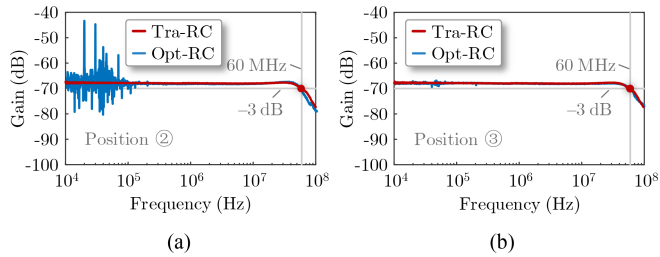 -40
-50
-60
-70
-80
-90
-100
Gain (dB)
Tra-RC
Opt-RC
60 MHz
–3 dB
Position ②
10^4
10^5
10^6
10^7
10^8
Frequency (Hz)
(a)
-40
-50
-60
-70
-80
-90
-100
Gain (dB)
Tra-RC
Opt-RC
60 MHz
–3 dB
Position ③
10^4
10^5
10^6
10^7
10^8
Frequency (Hz)
(b)